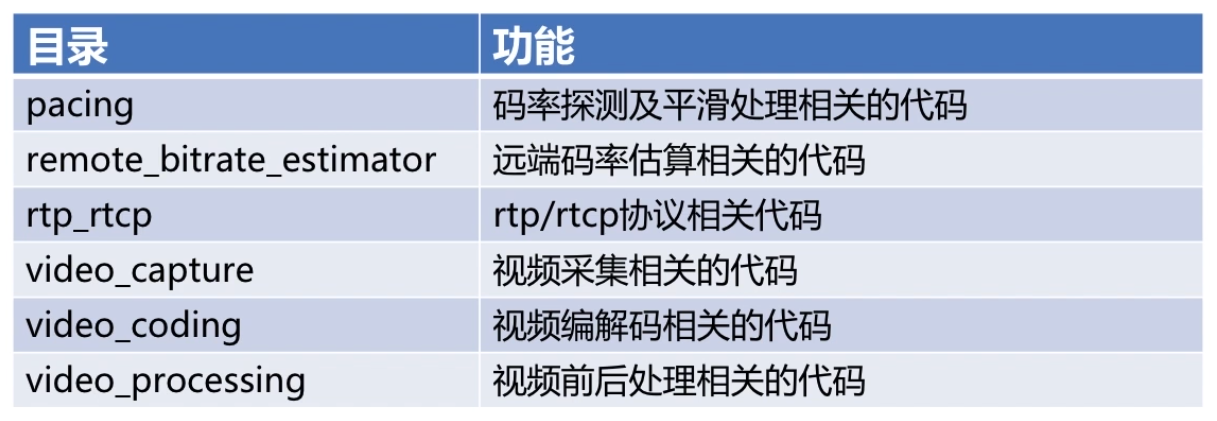 目录 功能
pacing 码率探测及平滑处理相关的代码
remote_bitrate_estimator 远端码率估算相关的代码
rtp_rtcp rtp/rtcp协议相关代码
video_capture 视频采集相关的代码
video_coding 视频编解码相关的代码
video_processing 视频前后处理相关的代码